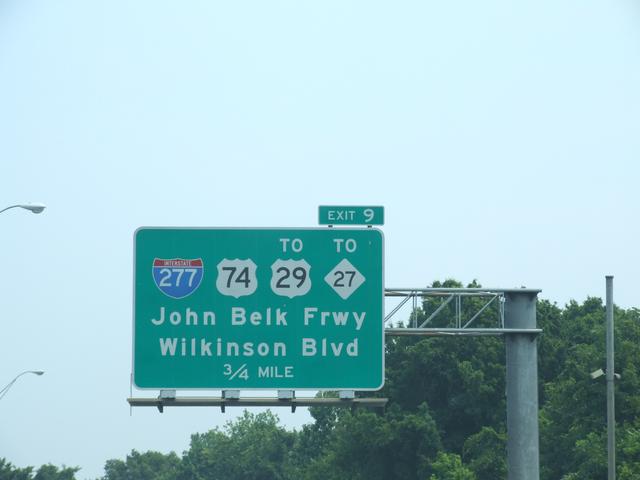 EXIT 9
TO TO
INTERSTATE 277 74 29 27
John Belk Frwy
Wilkinson Blvd
3/4 MILE